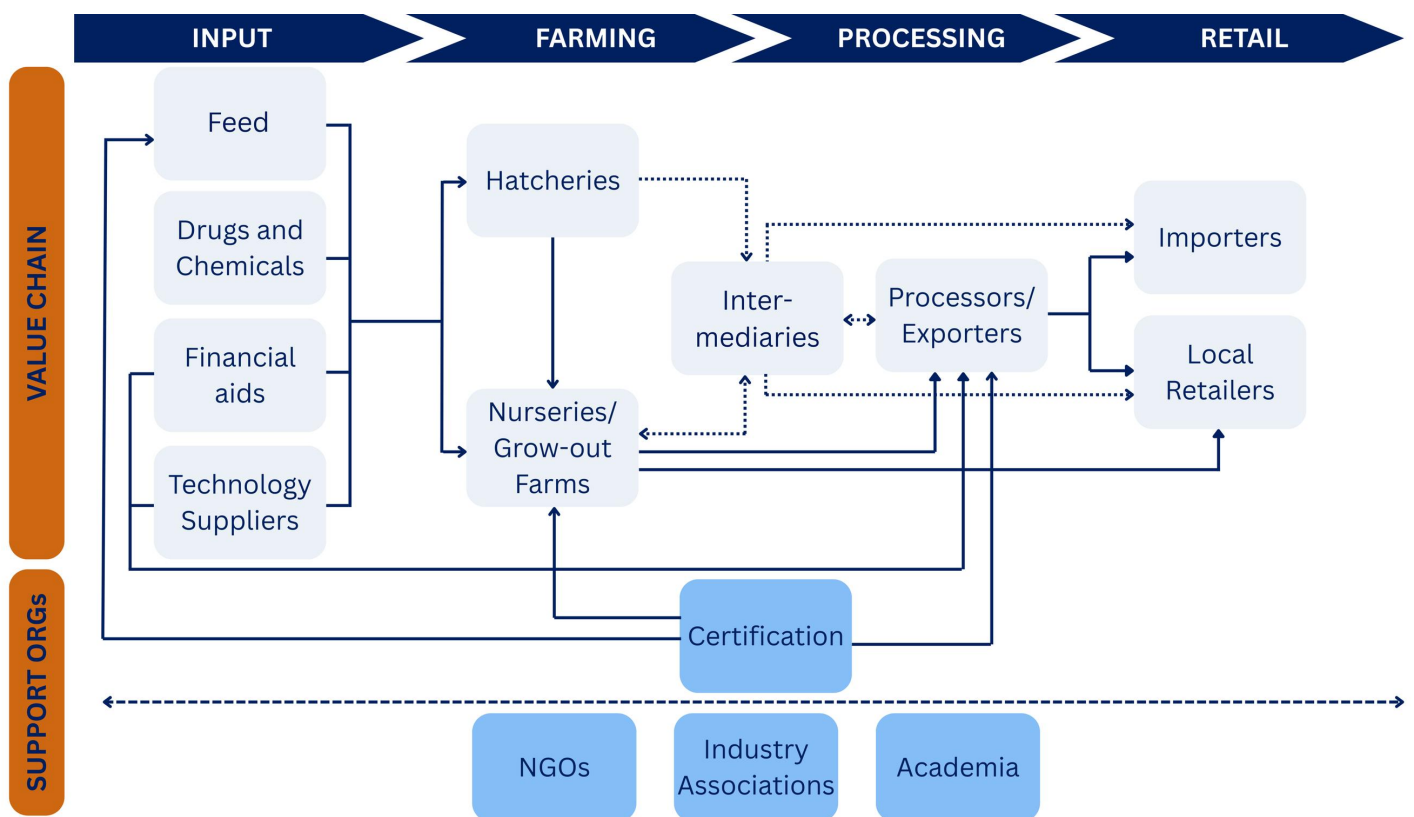 INPUT
FARMING
PROCESSING
RETAIL
VALUE CHAIN
Feed
Drugs and
Chemicals
Financial
aids
Technology
Suppliers
Hatcheries
Nurseries/
Grow-out
Farms
Inter-
mediaries
Processors/
Exporters
Importers
Local
Retailers
SUPPORT ORGs
Certification
NGOs
Industry
Associations
Academia